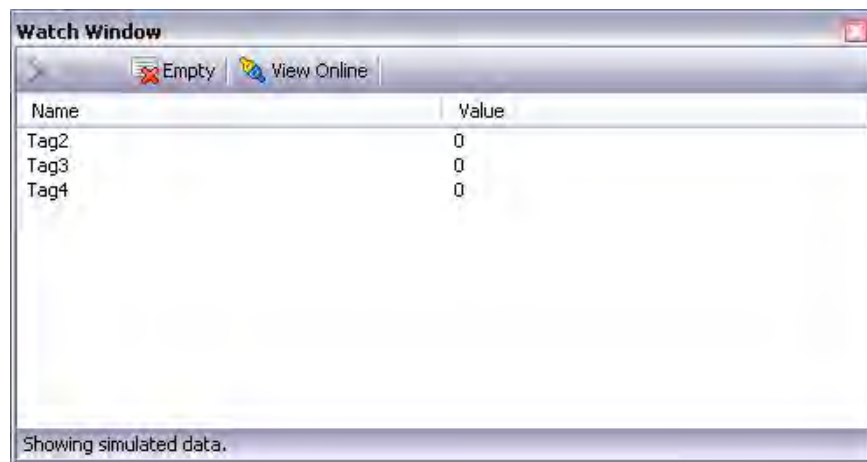 Watch Window
Empty View Online
Name Value
Tag2 0
Tag3 0
Tag4 0
Showing simulated data.